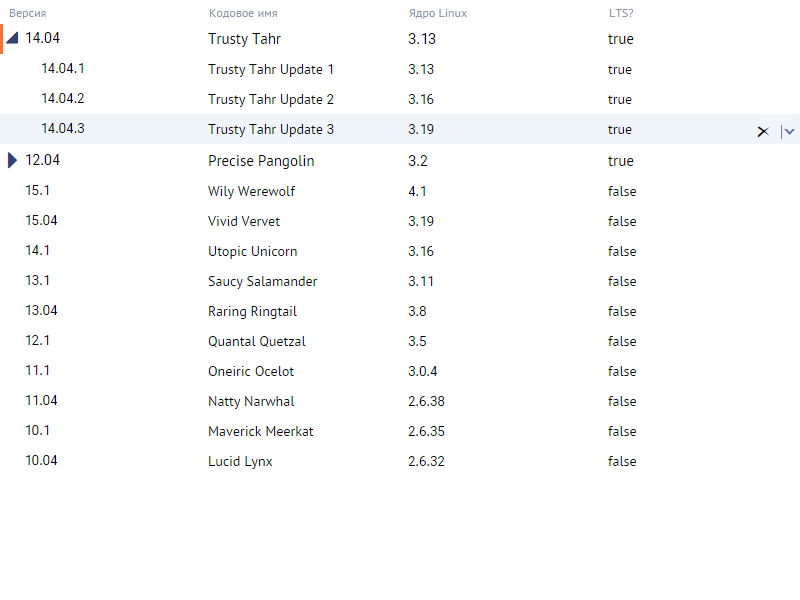 Версия Кодовое имя Ядро Linux LTS?
14.04 Trusty Tahr 3.13 true
14.04.1 Trusty Tahr Update 1 3.13 true
14.04.2 Trusty Tahr Update 2 3.16 true
14.04.3 Trusty Tahr Update 3 3.19 true
12.04 Precise Pangolin 3.2 true
15.1 Wily Werewolf 4.1 false
15.04 Vivid Vervet 3.19 false
14.1 Utopic Unicorn 3.16 false
13.1 Saucy Salamander 3.11 false
13.04 Raring Ringtail 3.8 false
12.1 Quantal Quetzal 3.5 false
11.1 Oneiric Ocelot 3.0.4 false
11.04 Natty Narwhal 2.6.38 false
10.1 Maverick Meerkat 2.6.35 false
10.04 Lucid Lynx 2.6.32 false